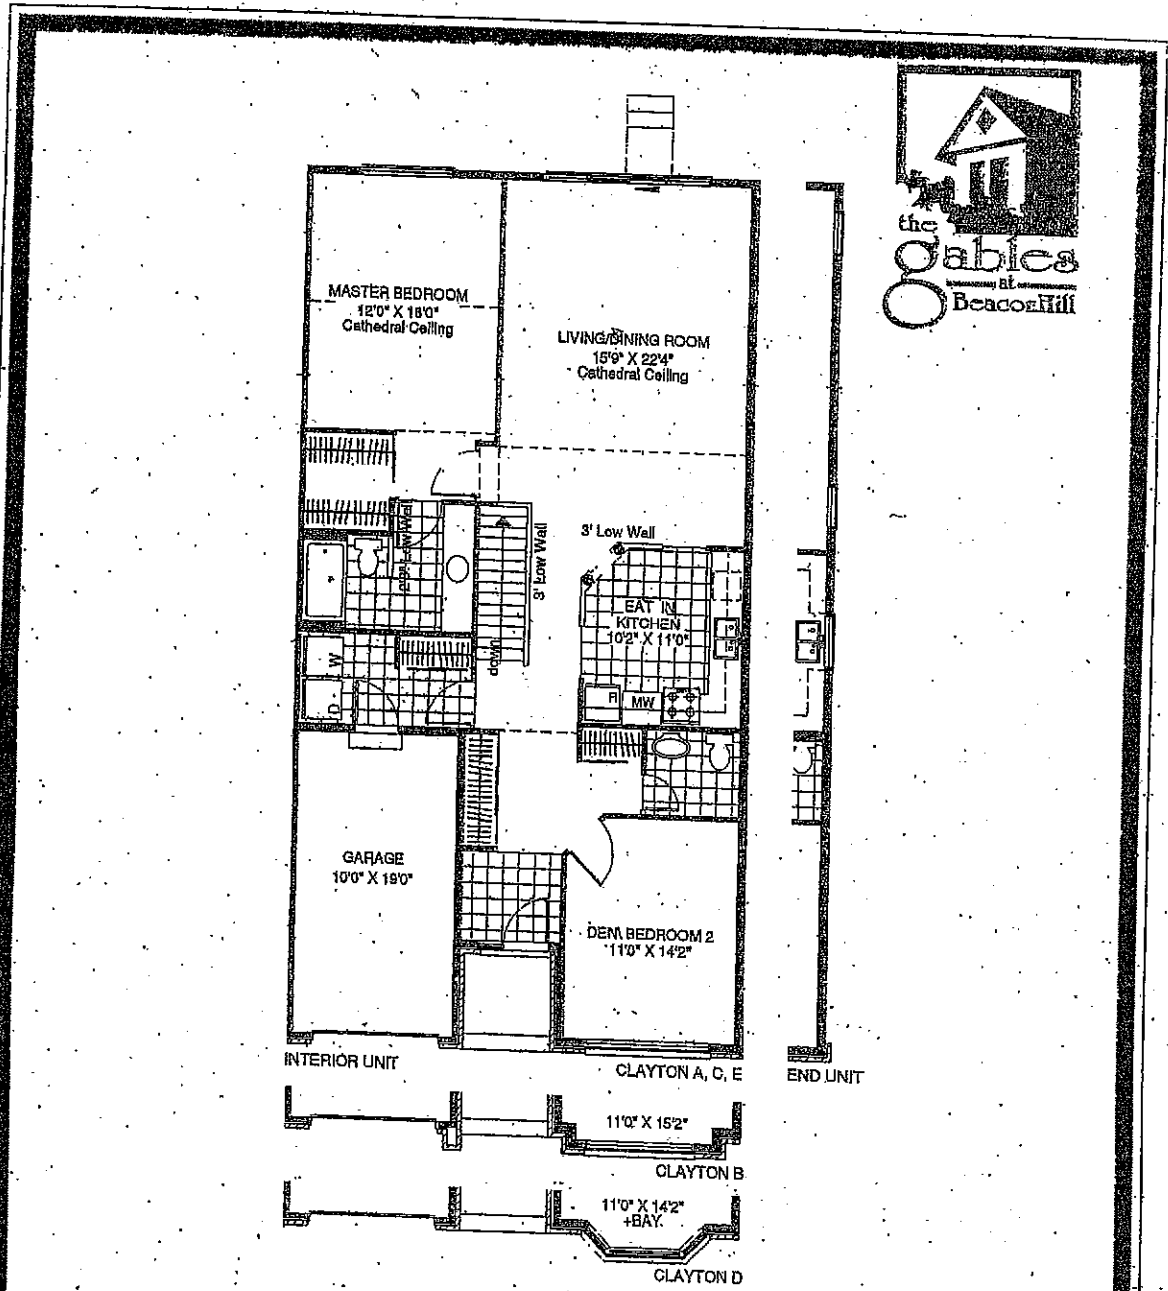 the
Gables
at
BeaconHill
MASTER BEDROOM
12'0" X 16'0"
Cathedral Ceiling
LIVING/DINING ROOM
15'9" X 22'4"
Cathedral Ceiling
3' Low Wall
3' Low Wall
Low Wall
EAT IN
KITCHEN
10'2" X 11'0"
Down
W
D
R
MW
GARAGE
10'0" X 19'0"
DEN\ BEDROOM 2
11'0" X 14'2"
INTERIOR UNIT
CLAYTON A, C, E
END UNIT
11'0" X 15'2"
CLAYTON B
11'0" X 14'2"
+BAY
CLAYTON D